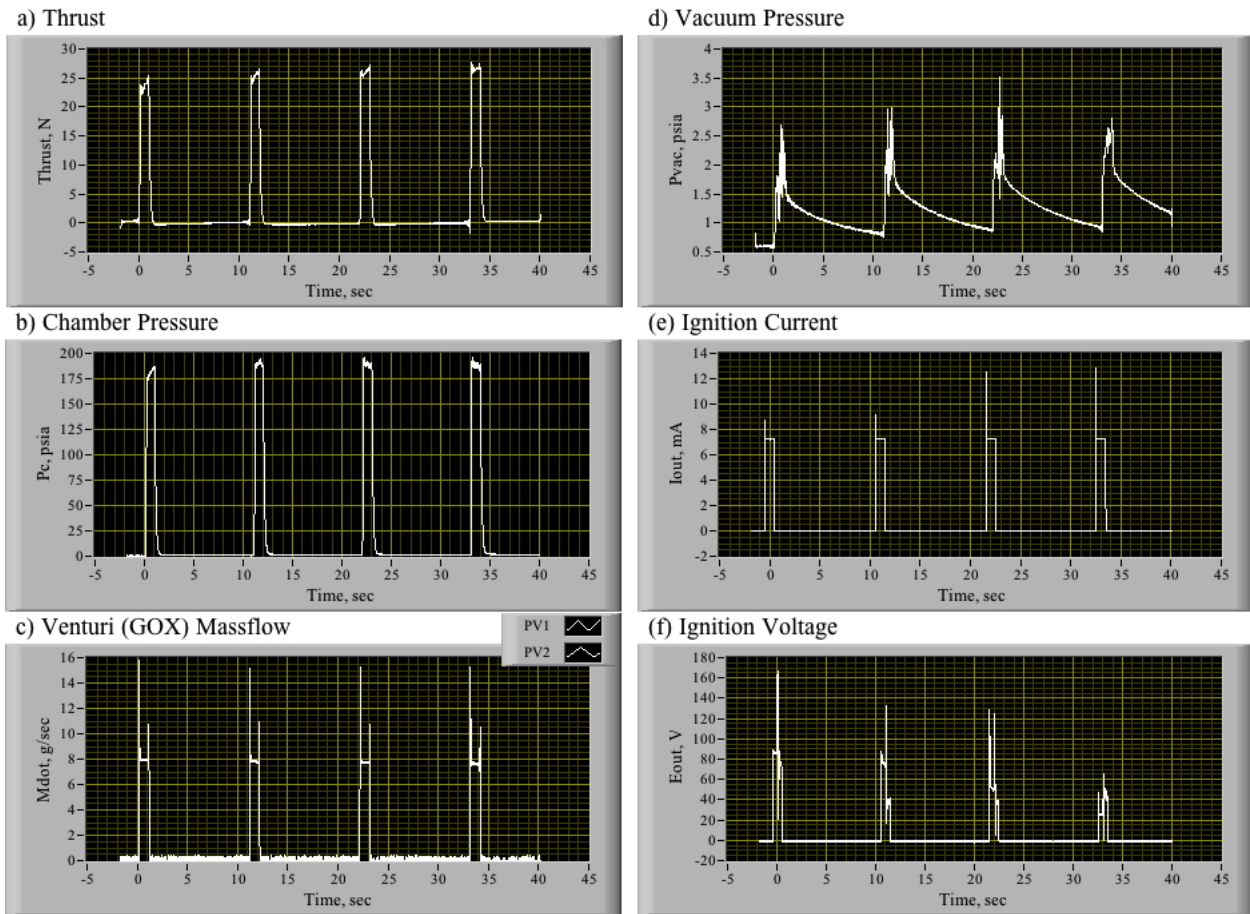 a) Thrust
30
25
20
15
10
5
0
-5
Thrust, N
-5 0 5 10 15 20 25 30 35 40 45
Time, sec
d) Vacuum Pressure
4
3.5
3
2.5
2
1.5
1
0.5
Pvac, psia
-5 0 5 10 15 20 25 30 35 40 45
Time, sec
b) Chamber Pressure
200
175
150
125
100
75
50
25
0
Pc, psia
-5 0 5 10 15 20 25 30 35 40 45
Time, sec
(e) Ignition Current
14
12
10
8
6
4
2
0
-2
Iout, mA
-5 0 5 10 15 20 25 30 35 40 45
Time, sec
c) Venturi (GOX) Massflow
PV1
PV2
16
14
12
10
8
6
4
2
0
Mdot, g/sec
-5 0 5 10 15 20 25 30 35 40 45
Time, sec
(f) Ignition Voltage
180
160
140
120
100
80
60
40
20
0
-20
Eout, V
-5 0 5 10 15 20 25 30 35 40 45
Time, sec